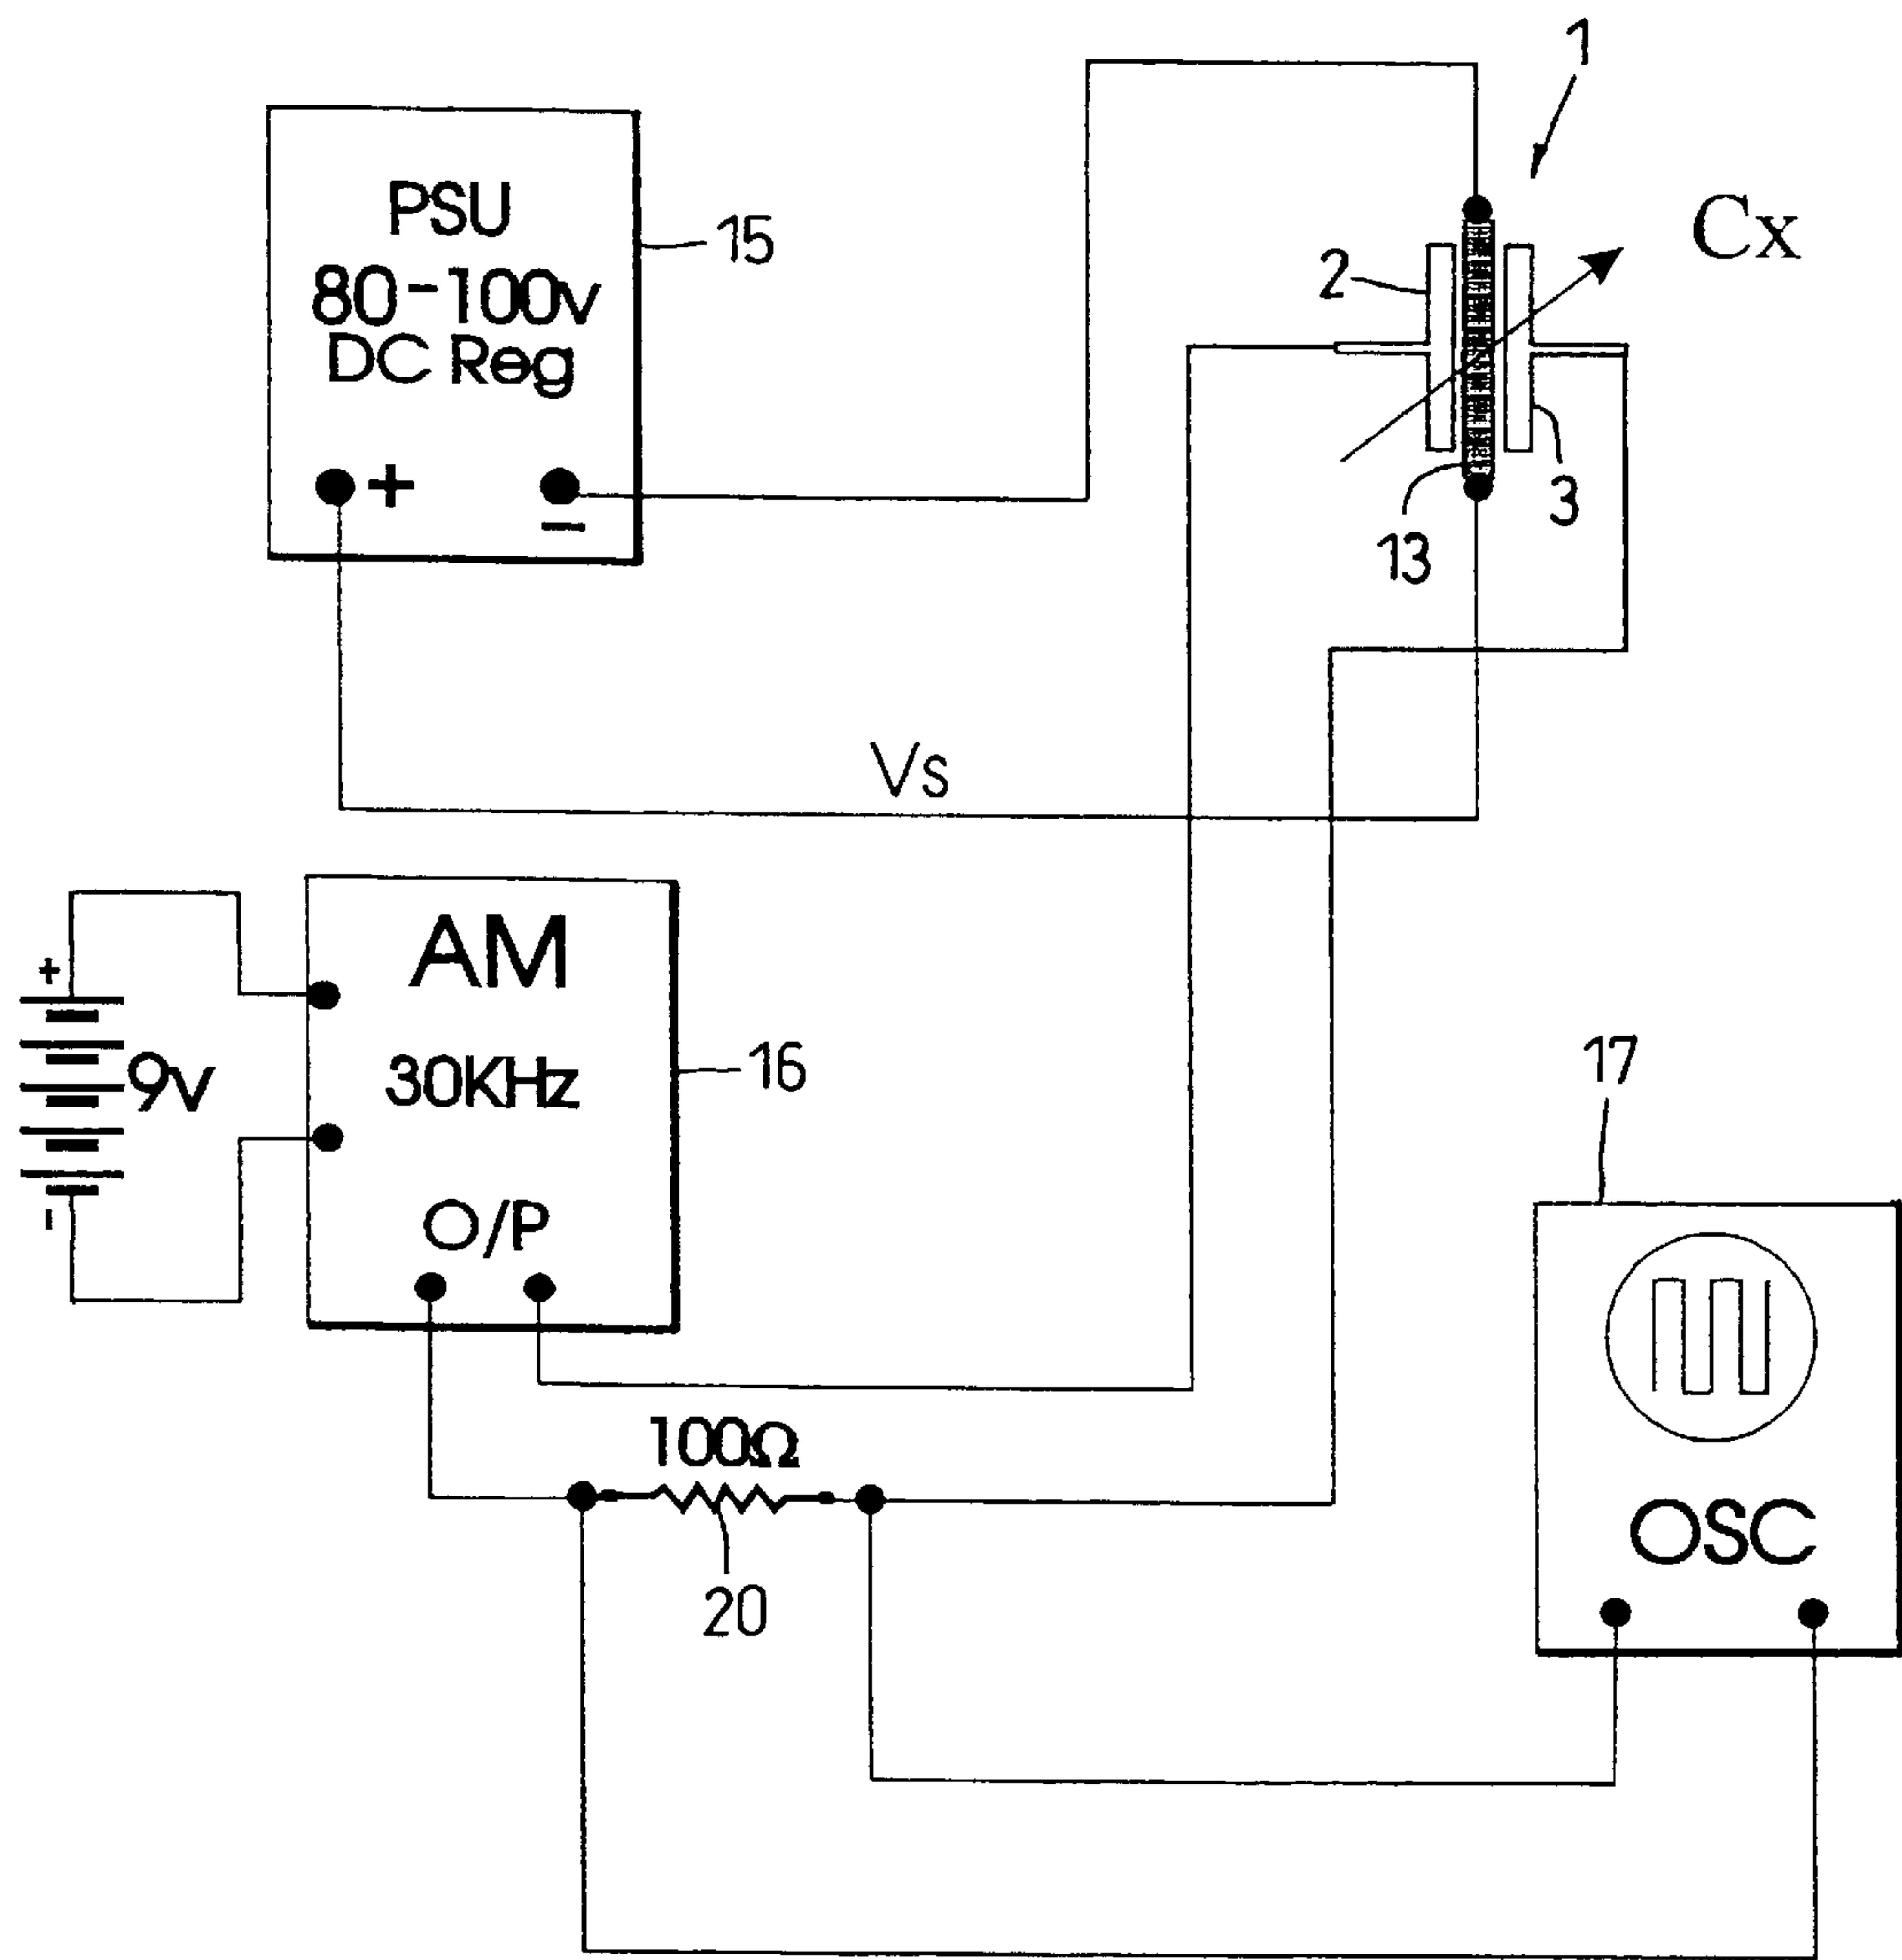 1
PSU
80-100v
DC Reg
15
+
-
2
Cx
13
3
Vs
+
9v
-
AM
30KHz
O/P
16
17
100Ω
20
OSC